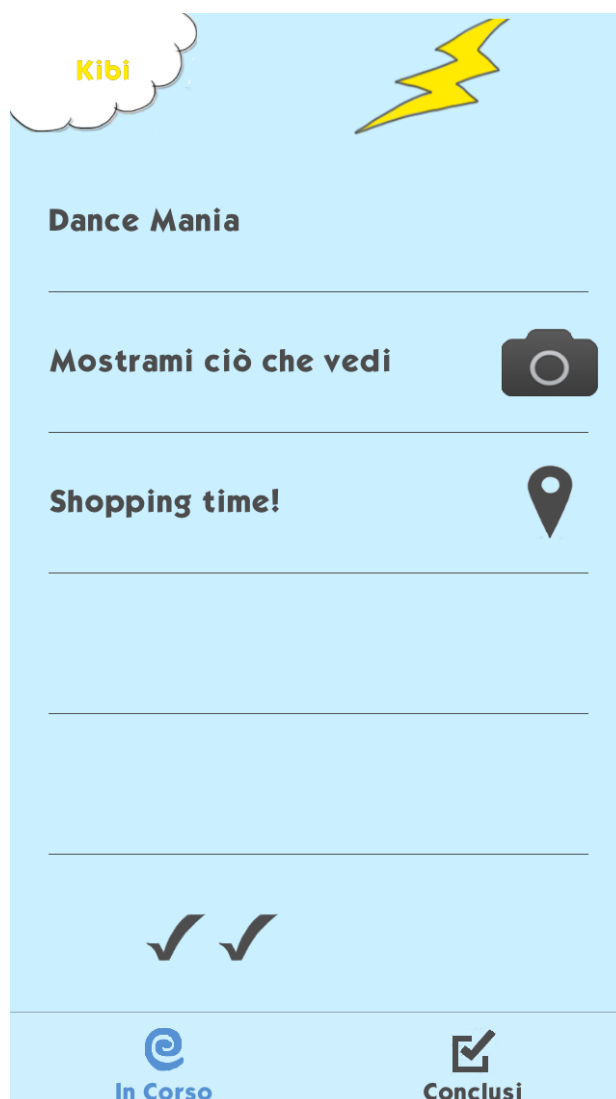 Kibi
Dance Mania
Mostrami ciò che vedi
Shopping time!
In Corso
Conclusi